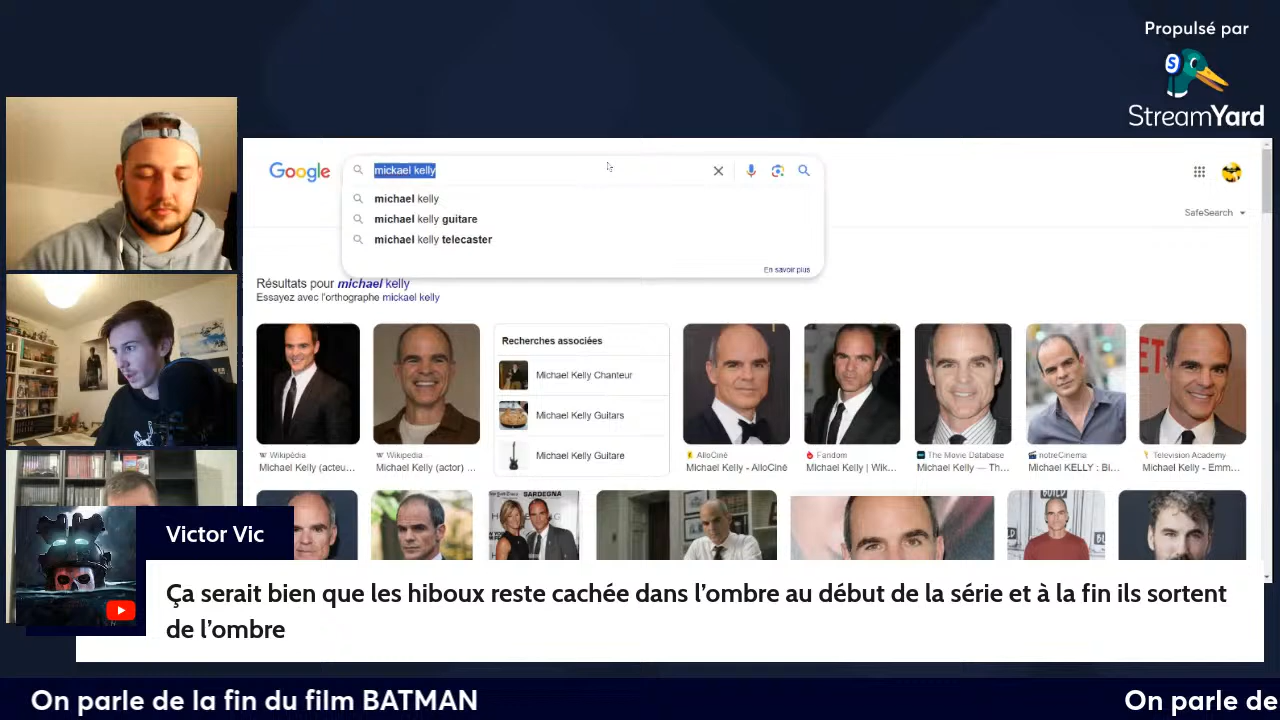 Propulsé par
StreamYard
Google
mickael kelly
michael kelly
michael kelly guitare
michael kelly telecaster
En savoir plus
SafeSearch
Résultats pour michael kelly
Essayez avec l'orthographe mickael kelly
Recherches associées
Michael Kelly Chanteur
Michael Kelly Guitars
Michael Kelly Guitare
Wikipédia
Michael Kelly (acteu...
Wikipedia
Michael Kelly (actor) ...
AlloCiné
Michael Kelly - AlloCiné
Fandom
Michael Kelly | Wik...
The Movie Database
Michael Kelly — Th...
notreCinema
Michael KELLY : Bi...
Television Academy
Michael Kelly - Emm...
SARDEGNA
BUILD
Victor Vic
Ça serait bien que les hiboux reste cachée dans l’ombre au début de la série et à la fin ils sortent
de l’ombre
On parle de la fin du film BATMAN
On parle de